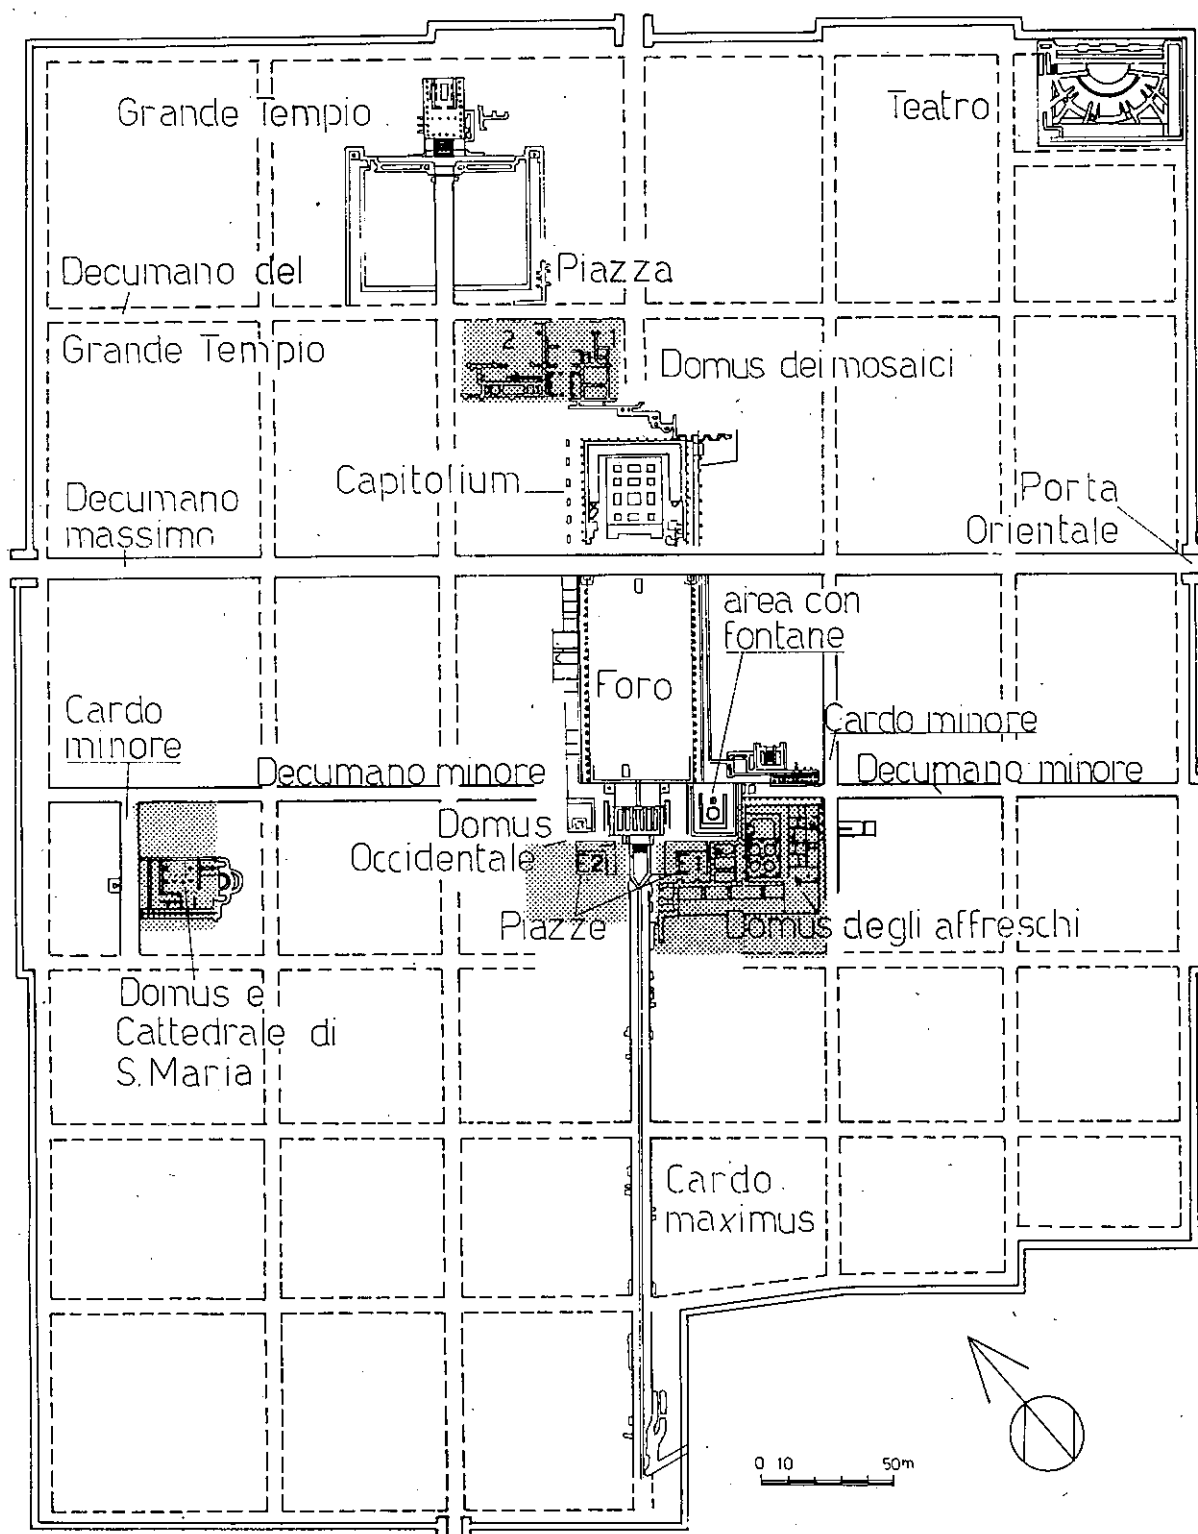 Grande Tempio
Teatro
Decumano del
Piazza
Grande Tempio
2
1
Domus dei mosaici
Capitolium
Decumano
massimo
Porta
Orientale
area con
fontane
Foro
Cardo
minore
Cardo minore
Decumano minore
Decumano minore
Domus
Occidentale
E2
E1
Piazze
Domus degli affreschi
Domus e
Cattedrale di
S. Maria
Cardo
maximus
0 10 50m